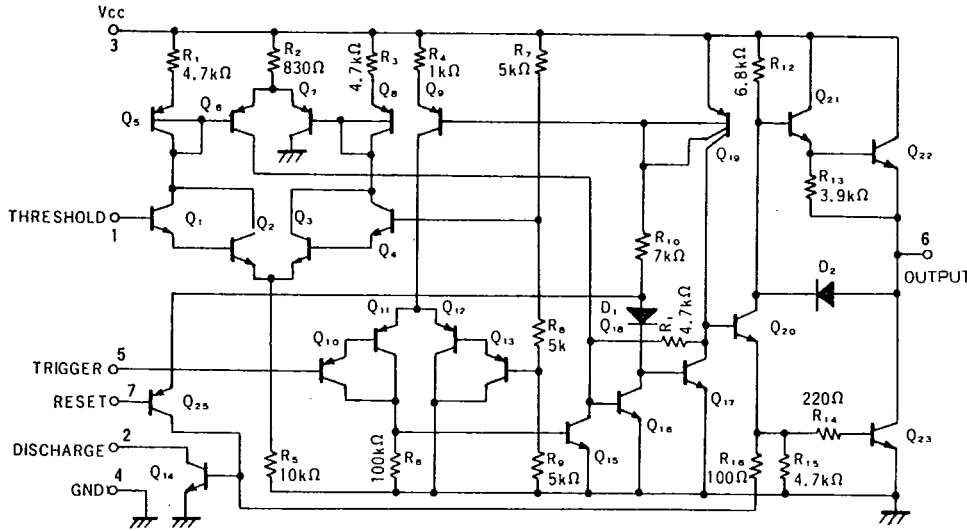 Vcc
3
R₁
4.7kΩ
R₂
830Ω
4.7kΩ
R₃
R₄
1kΩ
R₇
5kΩ
6.8kΩ
R₁₂
Q₅
Q₆
Q₇
Q₈
Q₉
Q₁₉
Q₂₁
Q₂₂
R₁₃
3.9kΩ
THRESHOLD
1
Q₁
Q₂
Q₃
Q₄
R₁₀
7kΩ
6
OUTPUT
D₂
D₁
Q₁₈
R₁
4.7kΩ
Q₂₀
Q₁₁
Q₁₂
Q₁₀
Q₁₃
R₈
5k
TRIGGER
5
RESET
7
Q₂₅
Q₁₇
Q₁₆
220Ω
R₁₄
Q₂₃
DISCHARGE
2
Q₁₄
R₅
10kΩ
100kΩ
R₆
R₉
5kΩ
Q₁₅
R₁₆
100Ω
R₁₅
4.7kΩ
GND
4